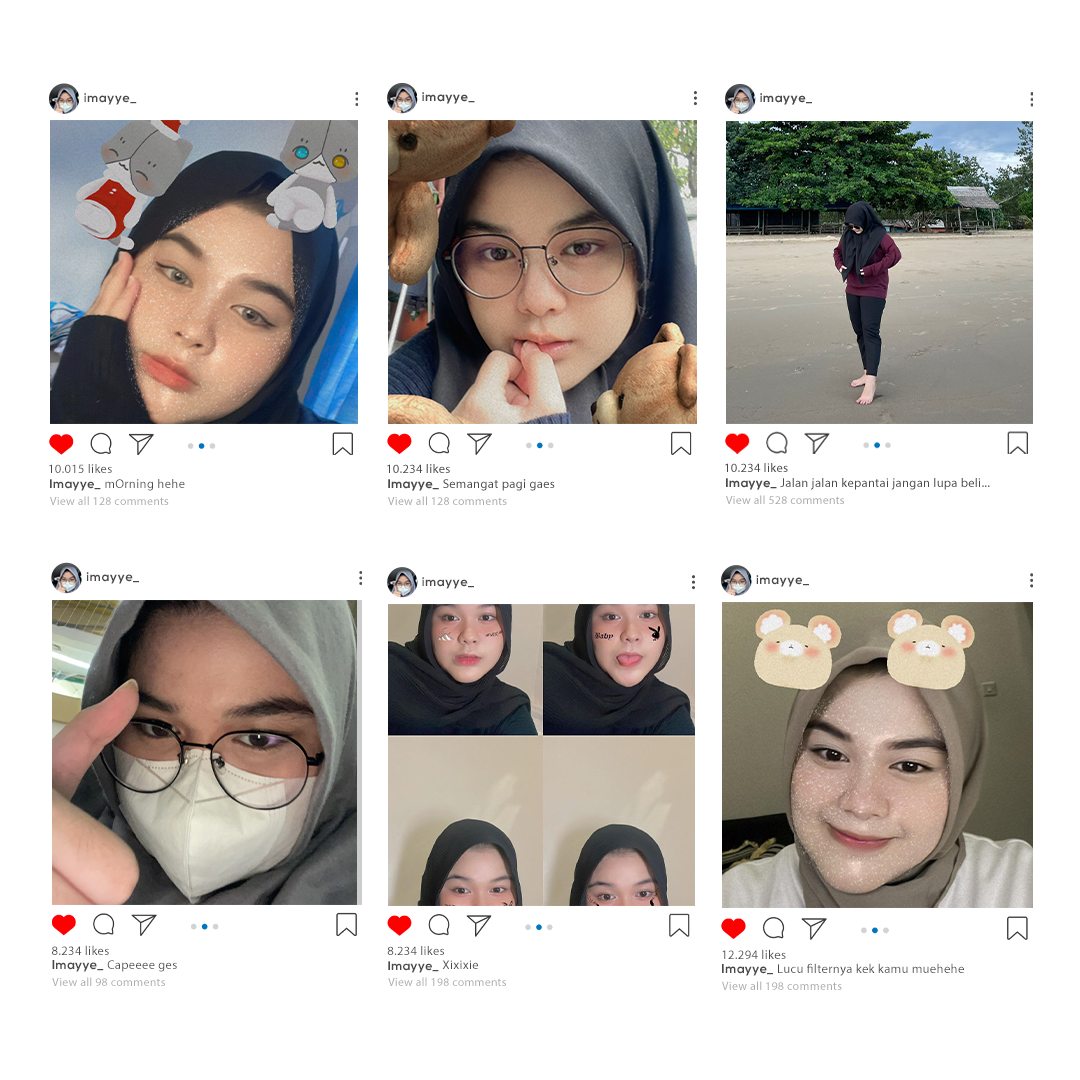 imayye_
10.015 likes
Imayye_ mOrning hehe
View all 128 comments
imayye_
10.234 likes
Imayye_ Semangat pagi gaes
View all 128 comments
imayye_
10.234 likes
Imayye_ Jalan jalan kepantai jangan lupa beli...
View all 528 comments
imayye_
8.234 likes
Imayye_ Capeeee ges
View all 98 comments
imayye_
Baby
8.234 likes
Imayye_ Xixixie
View all 198 comments
imayye_
12.294 likes
Imayye_ Lucu filternya kek kamu muehehe
View all 198 comments